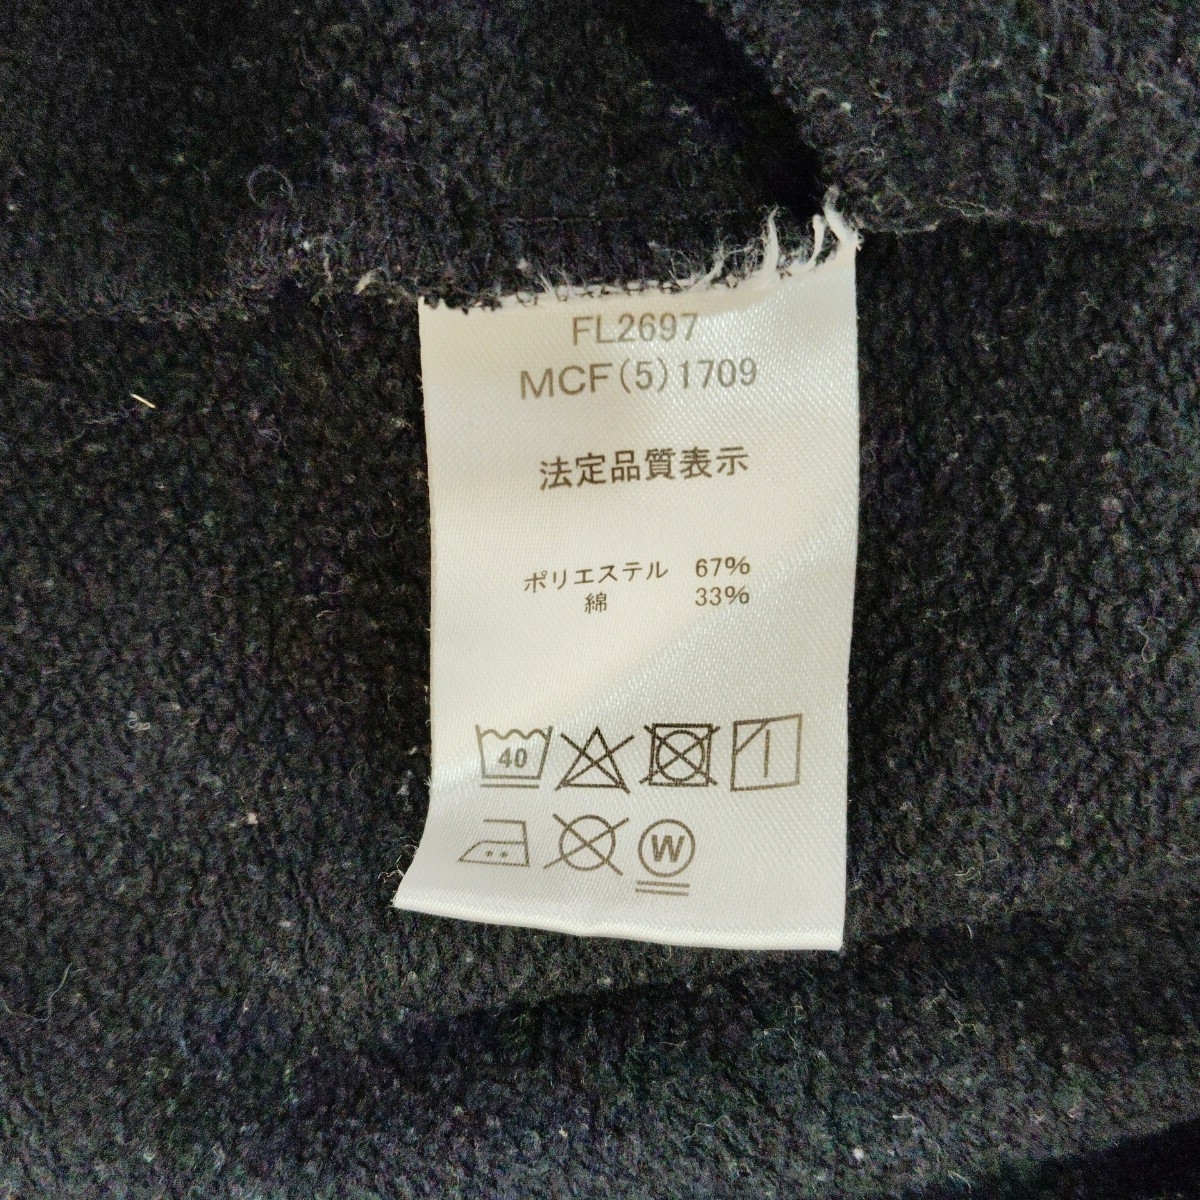 FL2697
MCF(5)1709
法定品質表示
ポリエステル 67%
綿 33%
40
W